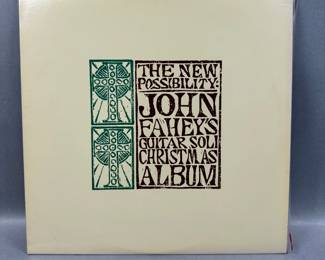 THE NEW
POSSIBILITY:
JOHN
FAHEY'S
GUITAR SOLI
CHRISTMAS
ALBUM